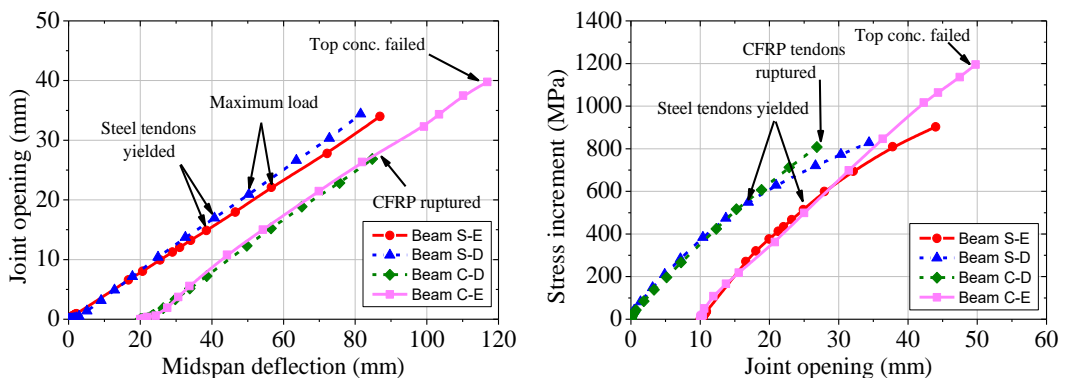 50
40
30
20
10
0
0
20
40
60
80
100
120
Joint opening (mm)
Midspan deflection (mm)
Top conc. failed
Maximum load
Steel tendons
yielded
CFRP ruptured
Beam S-E
Beam S-D
Beam C-D
Beam C-E
1400
1200
1000
800
600
400
200
0
0
10
20
30
40
50
60
Stress increment (MPa)
Joint opening (mm)
Top conc. failed
CFRP tendons
ruptured
Steel tendons yielded
Beam S-E
Beam S-D
Beam C-D
Beam C-E